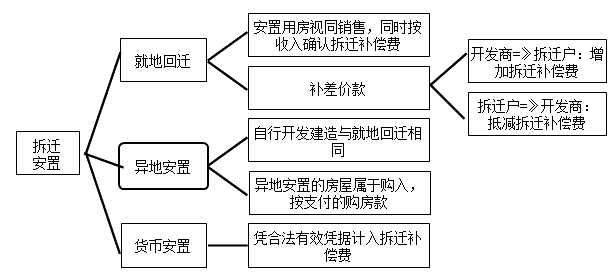 拆迁
安置
就地回迁
安置用房视同销售，同时按
收入确认拆迁补偿费
补差价款
开发商=》拆迁户：增
加拆迁补偿费
拆迁户=》开发商：
抵减拆迁补偿费
异地安置
自行开发建造与就地回迁相
同
异地安置的房屋属于购入，
按支付的购房款
货币安置
凭合法有效凭据计入拆迁补
偿费